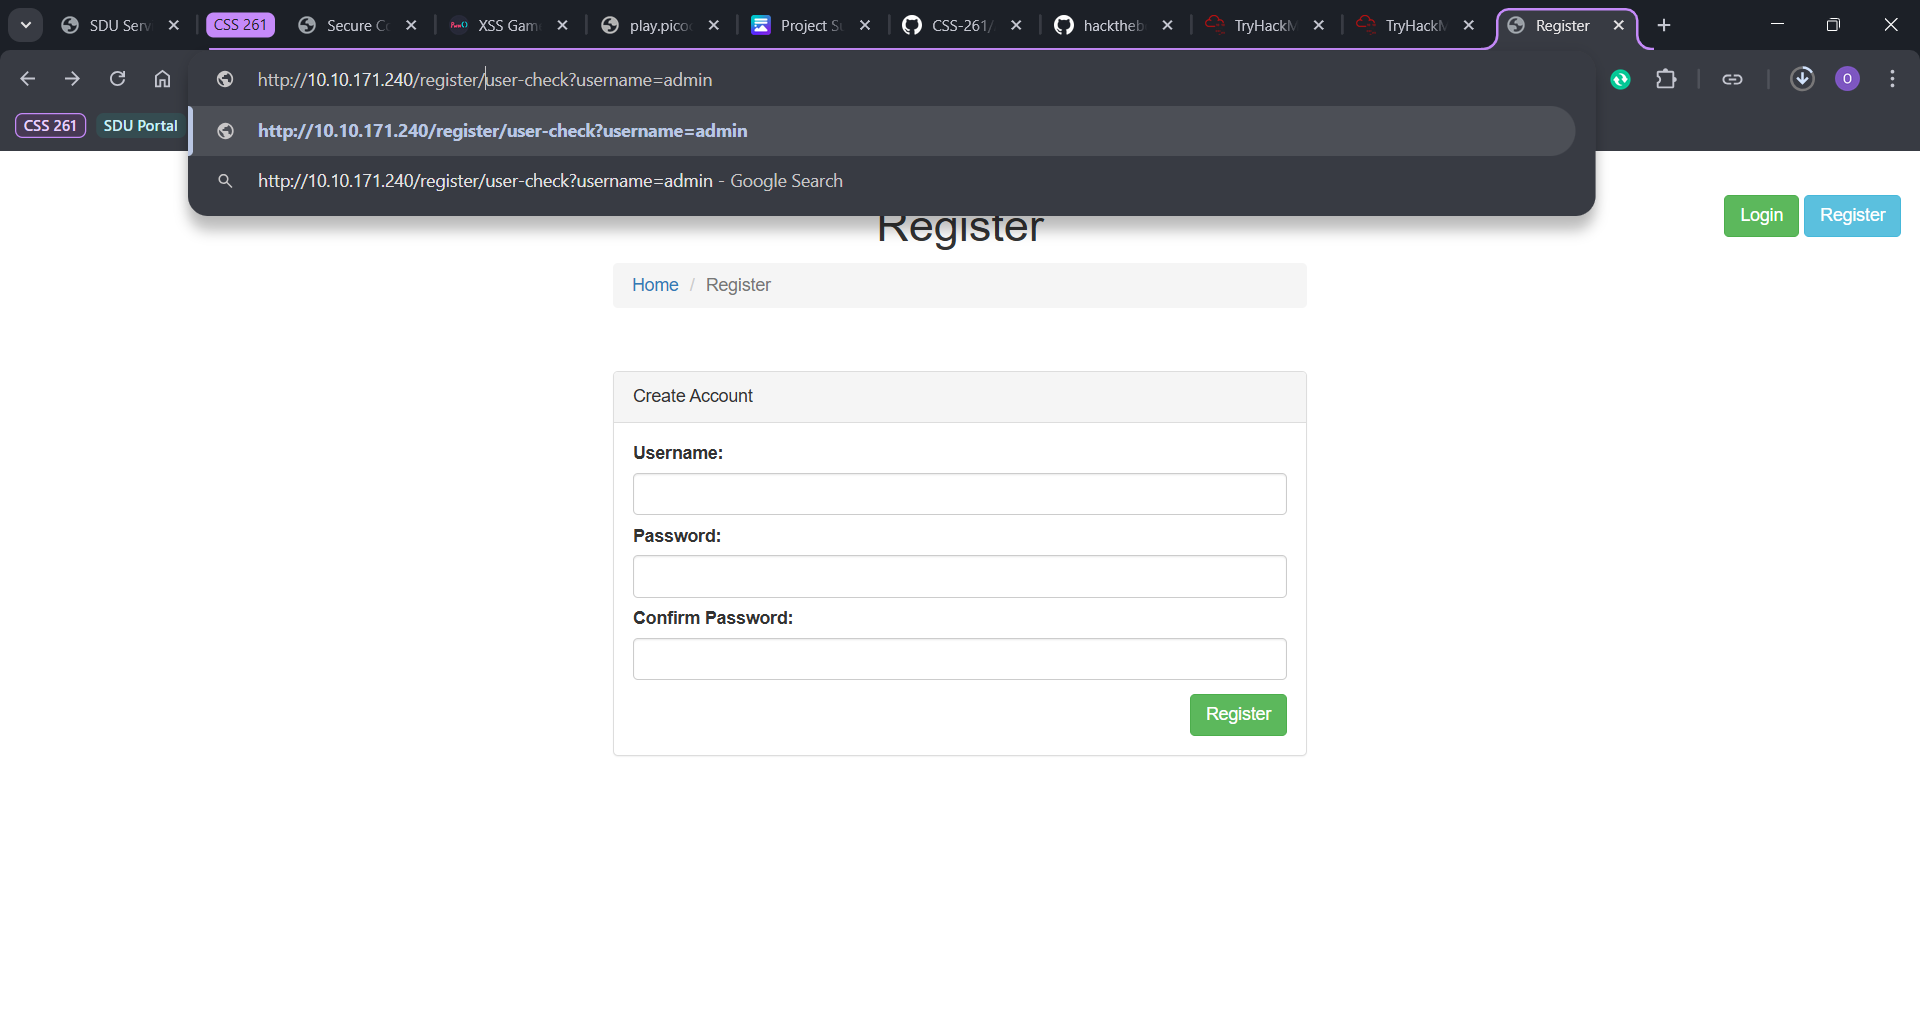 SDU Serv
CSS 261
Secure C
XSS Gam
play.pico
Project Su
CSS-261/
hacktheb
TryHackM
TryHackM
Register
http://10.10.171.240/register/user-check?username=admin
O
CSS 261
SDU Portal
http://10.10.171.240/register/user-check?username=admin
http://10.10.171.240/register/user-check?username=admin - Google Search
Register
Login
Register
Home / Register
Create Account
Username:
Password:
Confirm Password:
Register